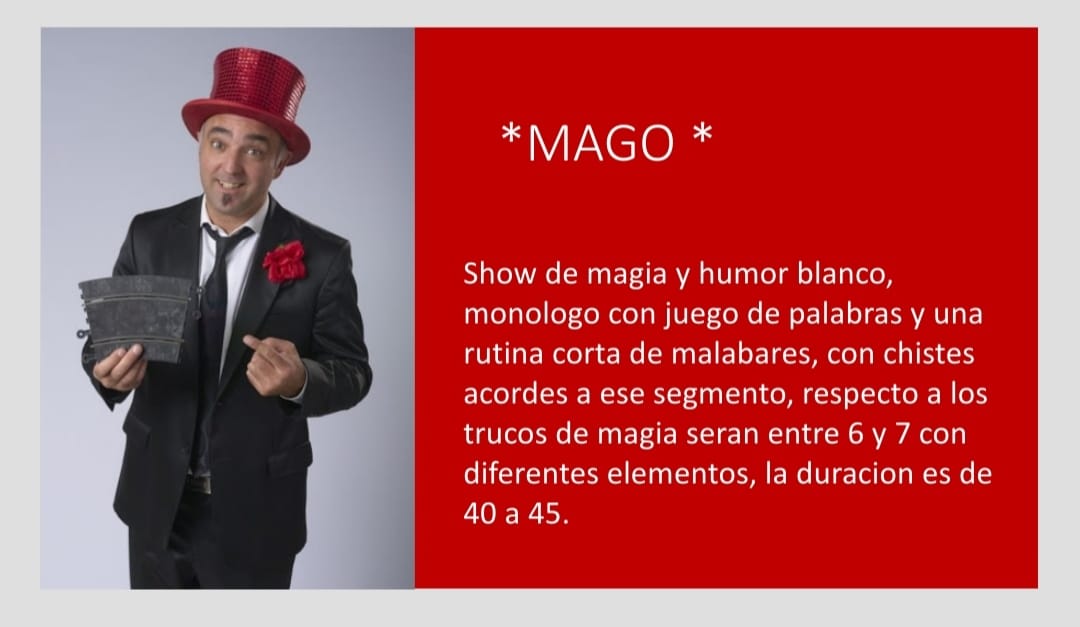 *MAGO *
Show de magia y humor blanco,
monologo con juego de palabras y una
rutina corta de malabares, con chistes
acordes a ese segmento, respecto a los
trucos de magia seran entre 6 y 7 con
diferentes elementos, la duracion es de
40 a 45.